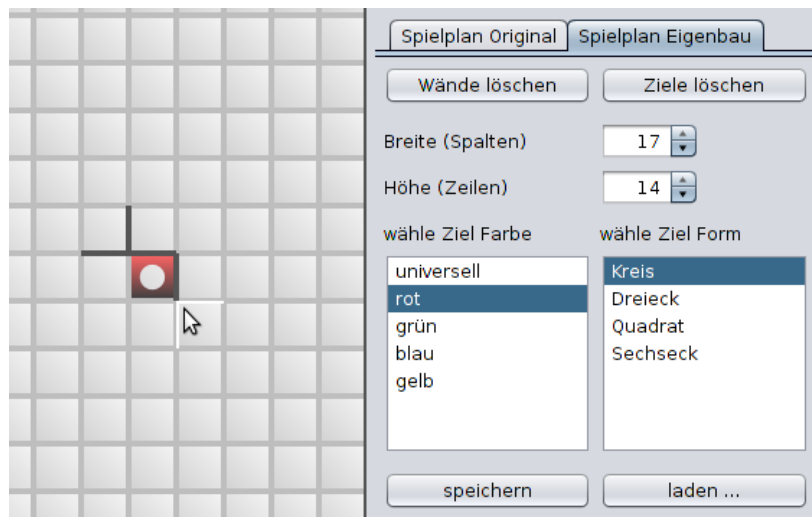 Spielplan Original Spielplan Eigenbau
Wände löschen Ziele löschen
Breite (Spalten) 17
Höhe (Zeilen) 14
wähle Ziel Farbe wähle Ziel Form
universell Kreis
rot Dreieck
grün Quadrat
blau Sechseck
gelb
speichern laden ...